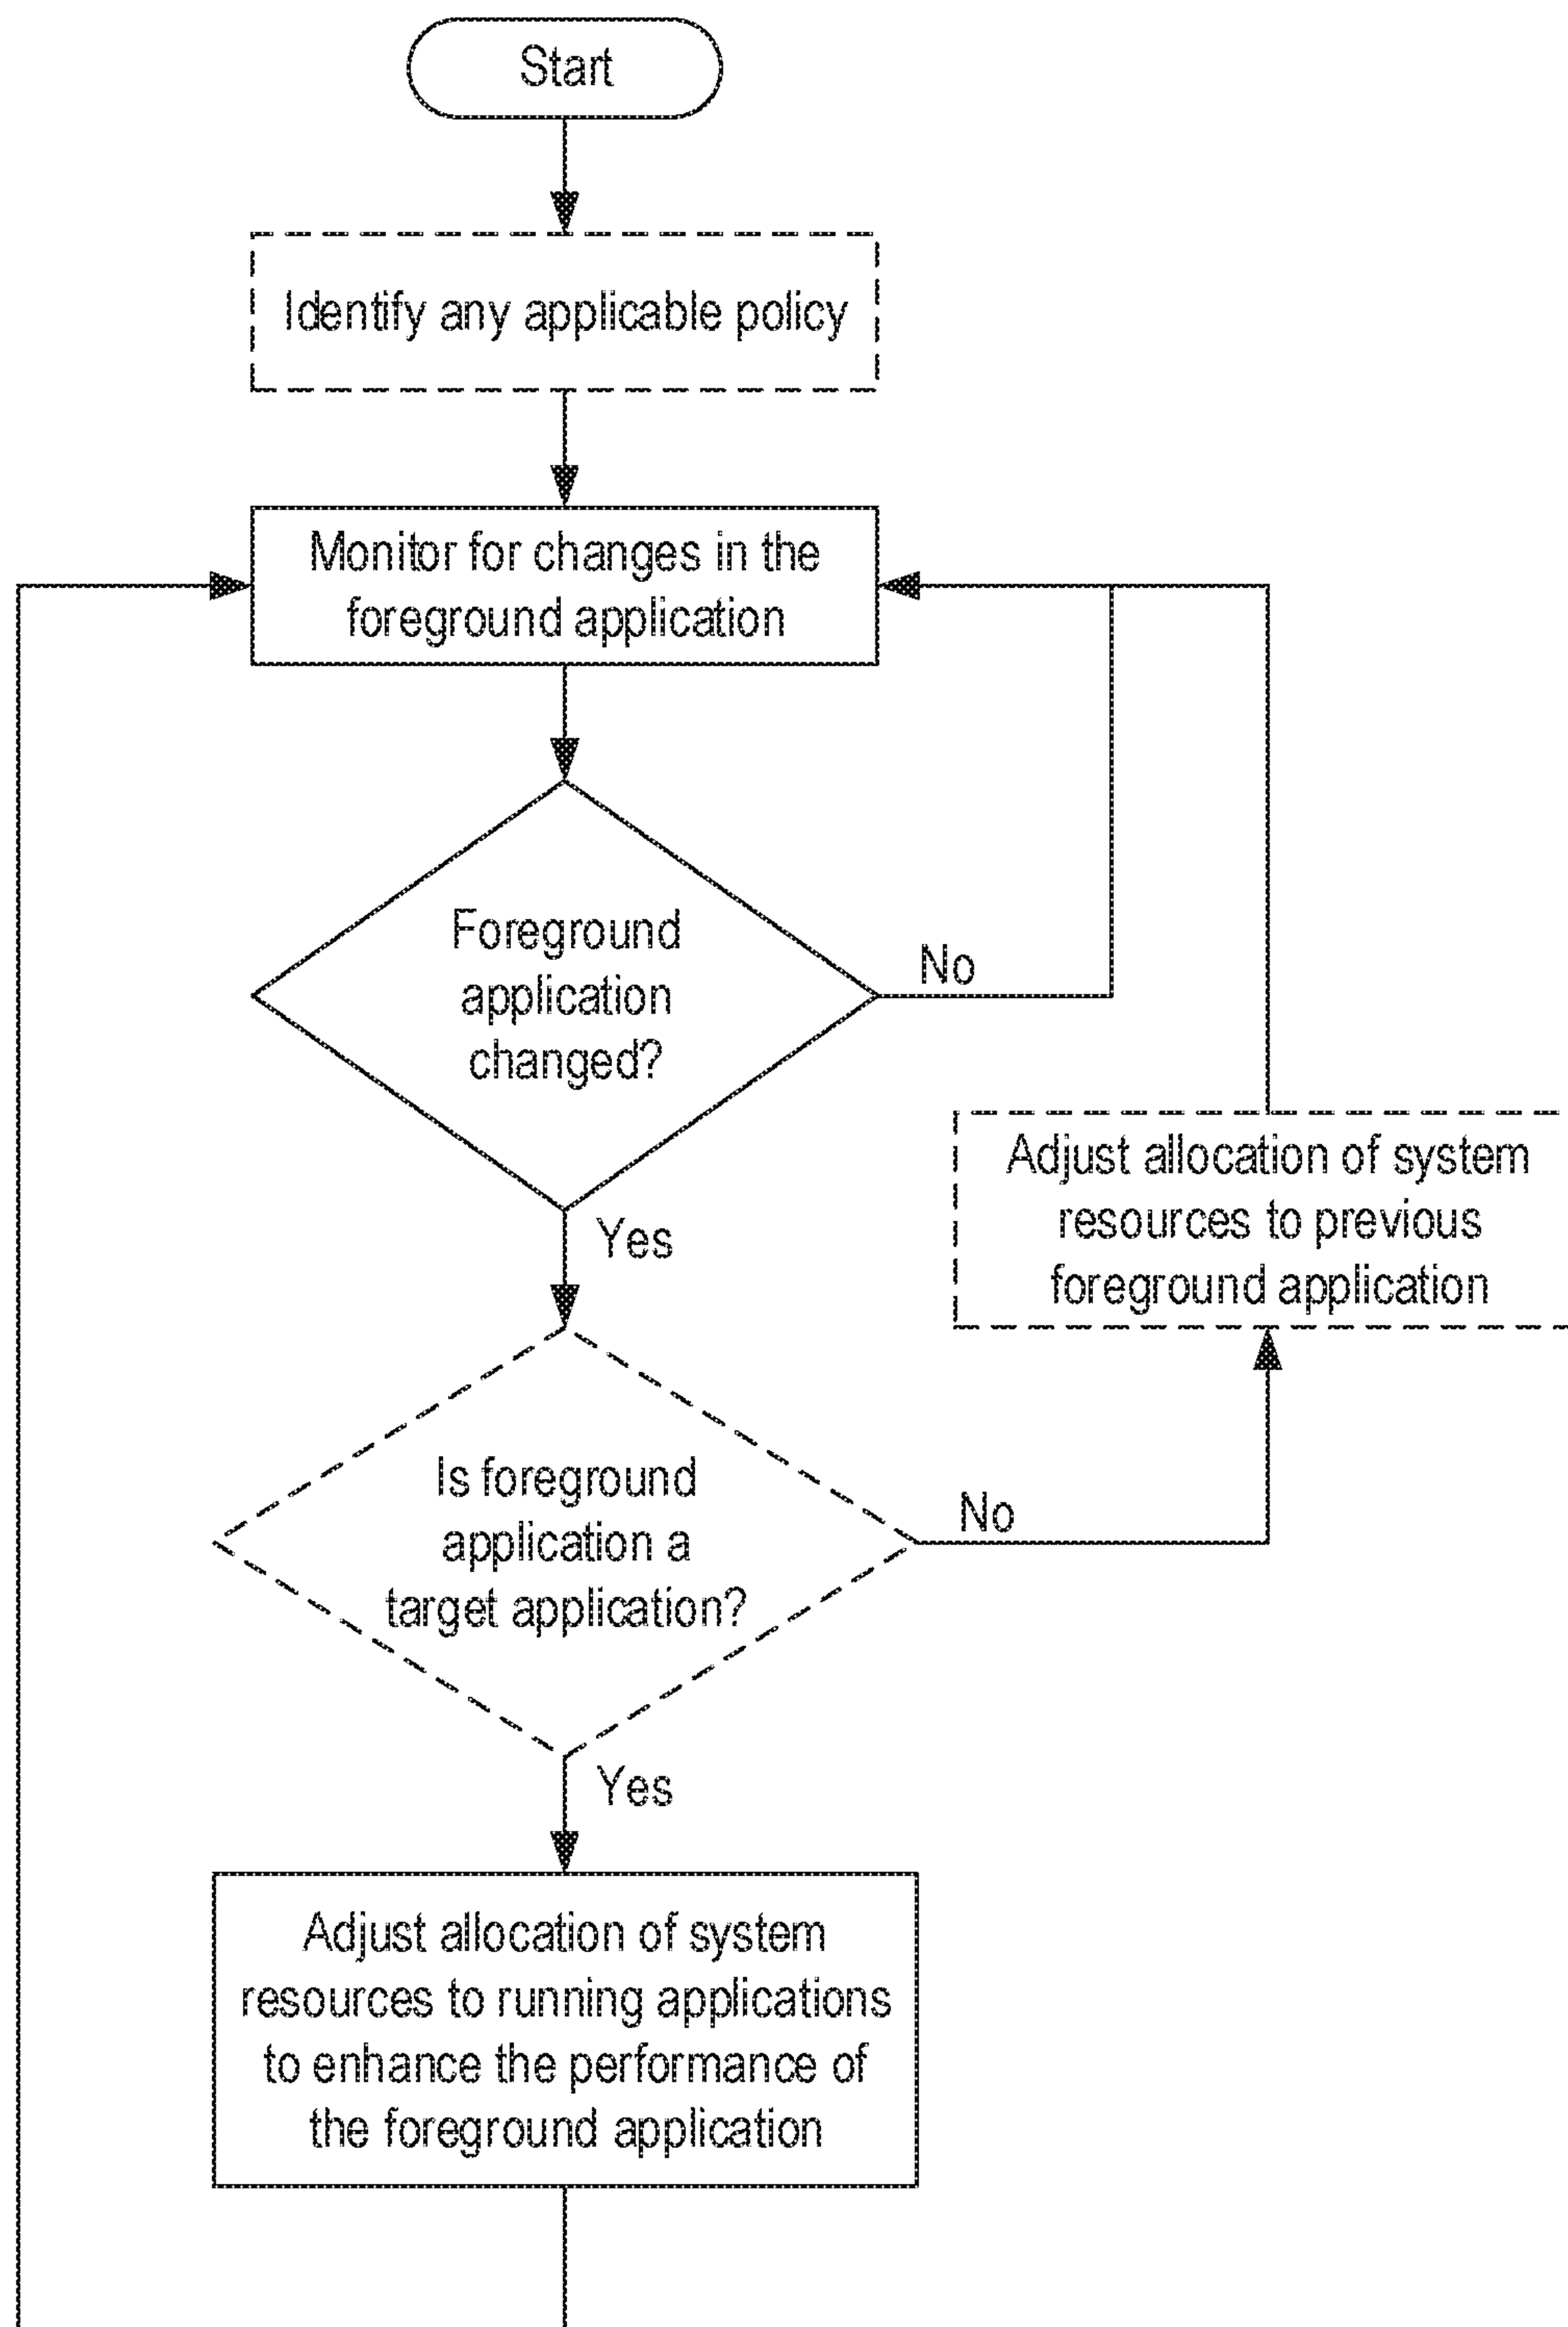 Start
Identify any applicable policy
Monitor for changes in the
foreground application
Foreground
application
changed?
No
Yes
Adjust allocation of system
resources to previous
foreground application
Is foreground
application a
target application?
No
Yes
Adjust allocation of system
resources to running applications
to enhance the performance of
the foreground application